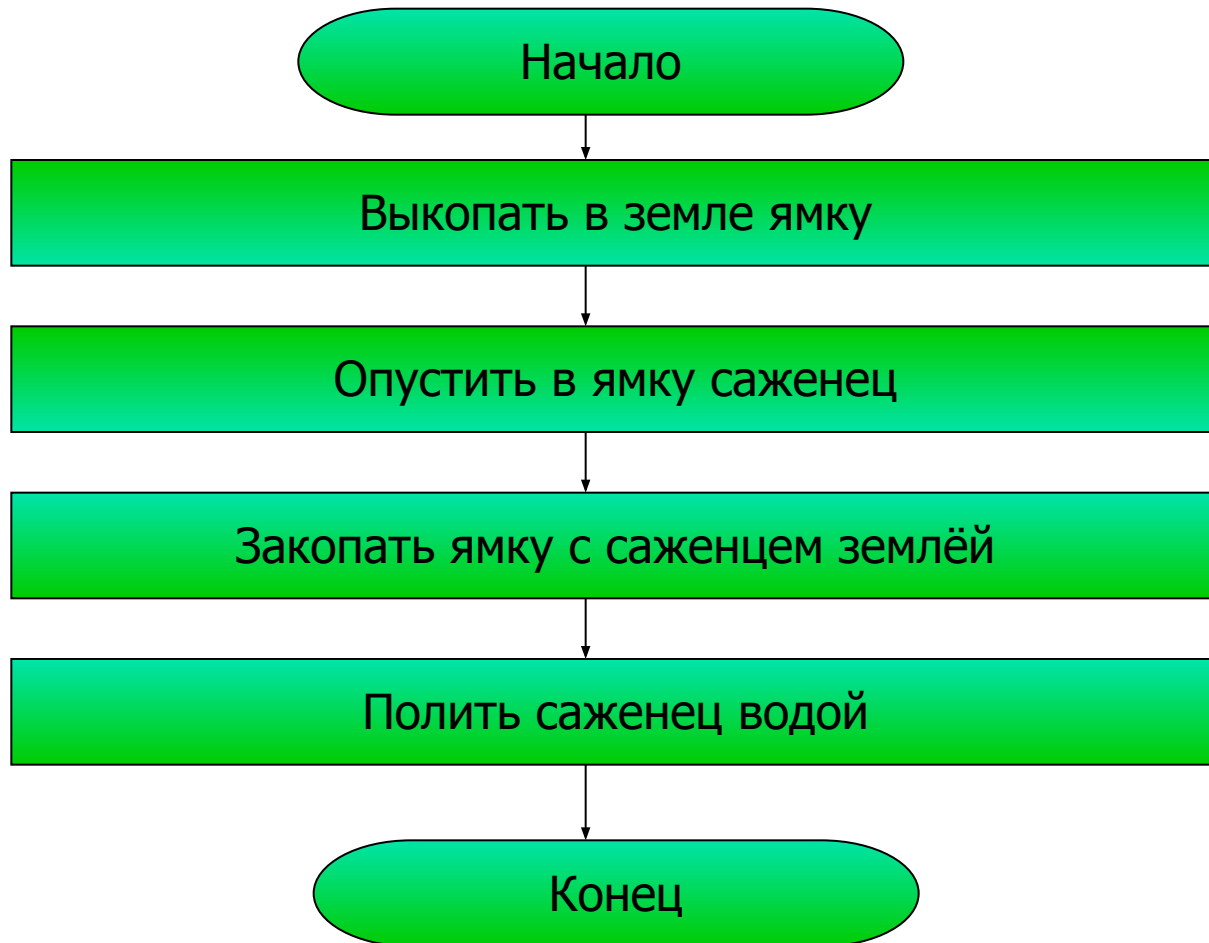 Начало
Выкопать в земле ямку
Опустить в ямку саженец
Закопать ямку с саженцем землёй
Полить саженец водой
Конец